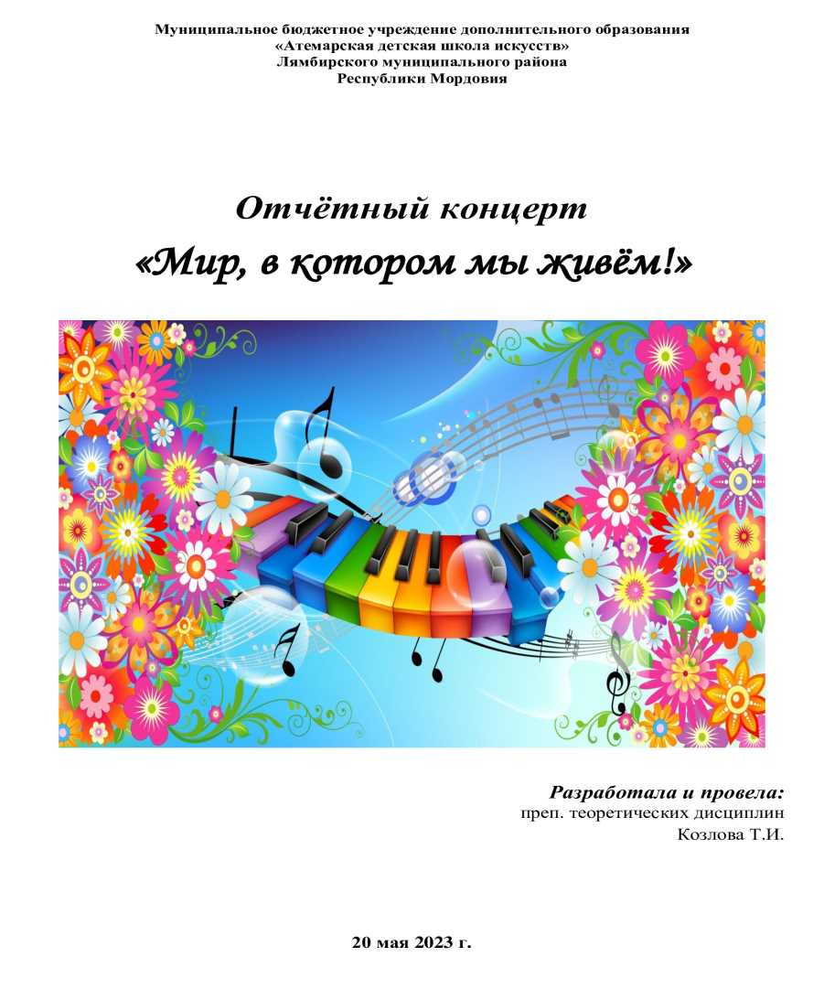 Муниципальное бюджетное учреждение дополнительного образования
«Атемарская детская школа искусств»
Лямбирского муниципального района
Республики Мордовия
Отчётный концерт
«Мир, в котором мы живём!»
Разработала и провела:
преп. теоретических дисциплин
Козлова Т.И.
20 мая 2023 г.